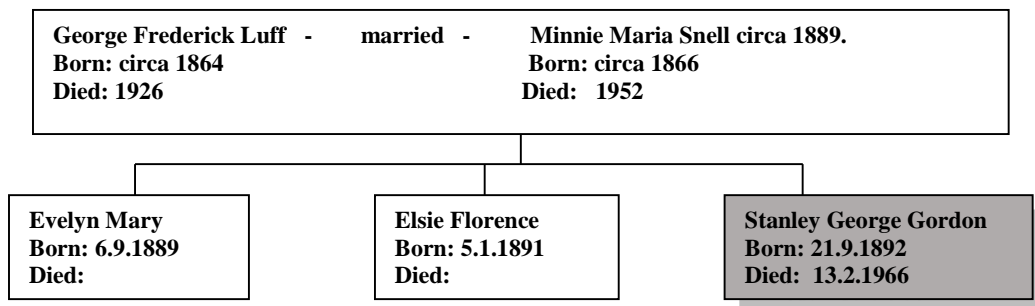 George Frederick Luff - married - Minnie Maria Snell circa 1889.
Born: circa 1864 Born: circa 1866
Died: 1926 Died: 1952
Evelyn Mary
Born: 6.9.1889
Died:
Elsie Florence
Born: 5.1.1891
Died:
Stanley George Gordon
Born: 21.9.1892
Died: 13.2.1966